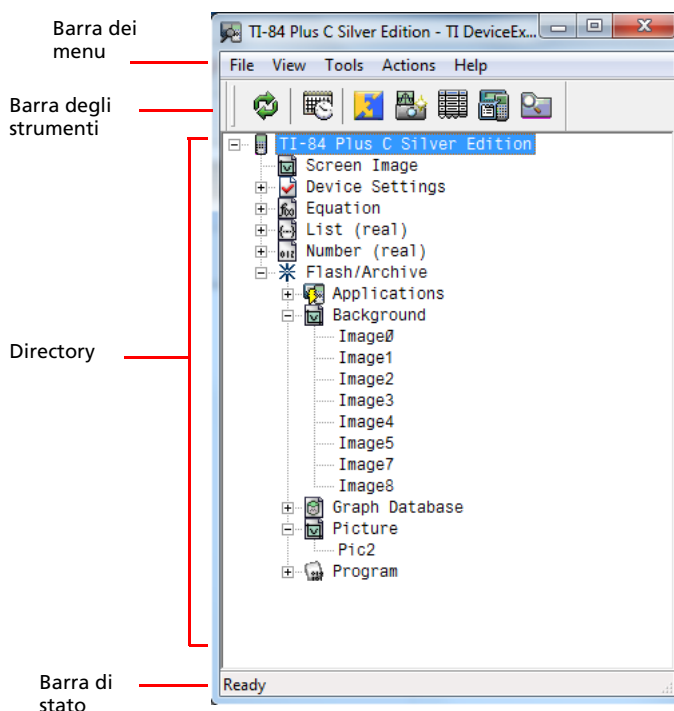 Barra dei
menu
TI-84 Plus C Silver Edition - TI DeviceEx...
File View Tools Actions Help
Barra degli
strumenti
TI-84 Plus C Silver Edition
Screen Image
Device Settings
Equation
List (real)
Number (real)
Flash/Archive
Applications
Background
Image0
Image1
Directory
Image2
Image3
Image4
Image5
Image7
Image8
Graph Database
Picture
Pic2
Program
Barra di
stato
Ready